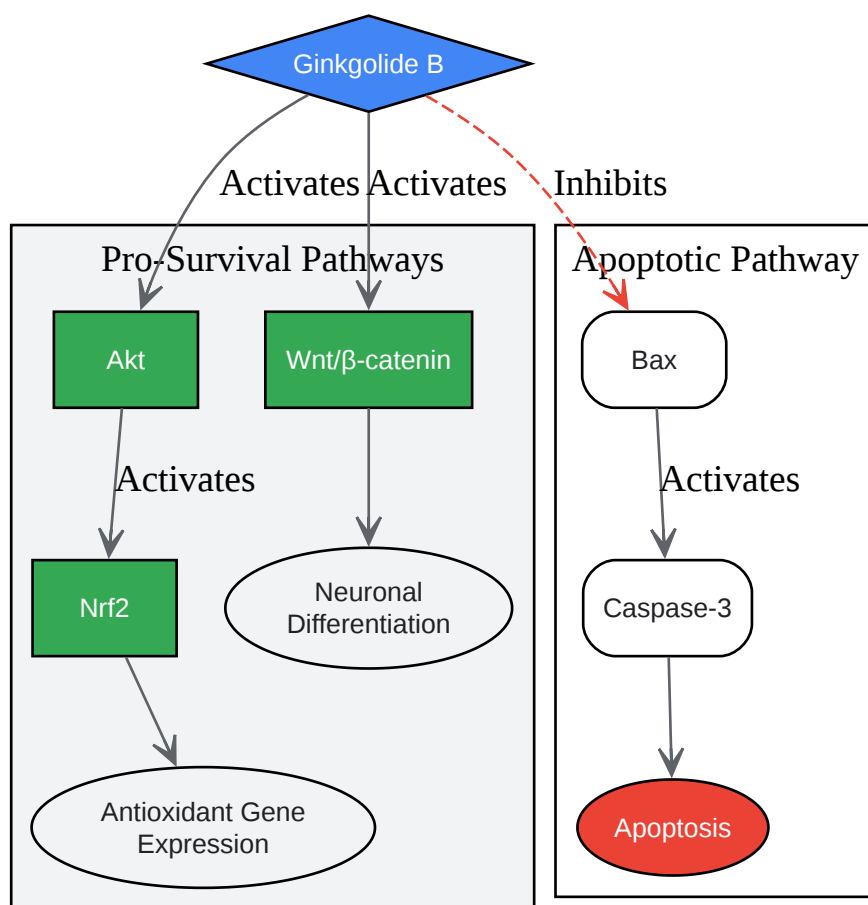 Ginkgolide B
Activates Activates Inhibits
Pro-Survival Pathways
Apoptotic Pathway
Akt
Wnt/β-catenin
Bax
Activates
Activates
Nrf2
Neuronal
Differentiation
Caspase-3
Antioxidant Gene
Expression
Apoptosis